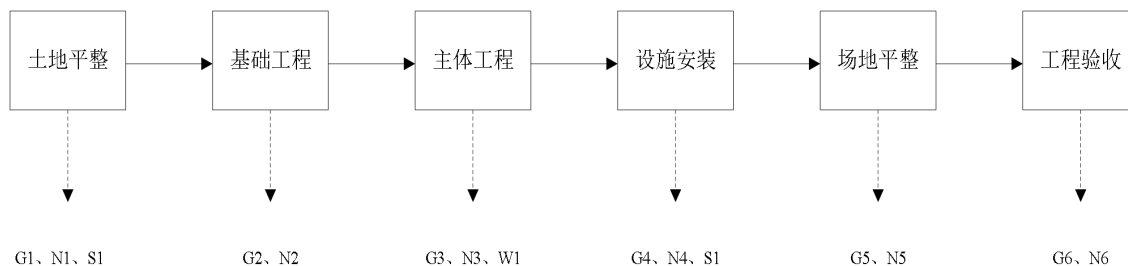 土地平整 基础工程 主体工程 设施安装 场地平整 工程验收
G1、N1、S1 G2、N2 G3、N3、W1 G4、N4、S1 G5、N5 G6、N6